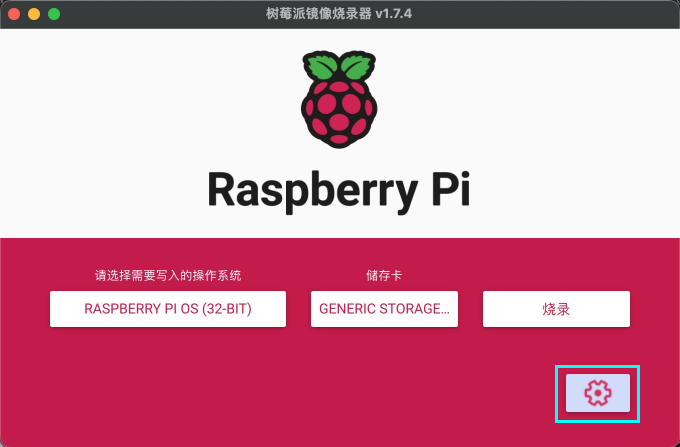 树莓派镜像烧录器 v1.7.4
Raspberry Pi
请选择需要写入的操作系统
储存卡
RASPBERRY PI OS (32-BIT)
GENERIC STORAGE...
烧录